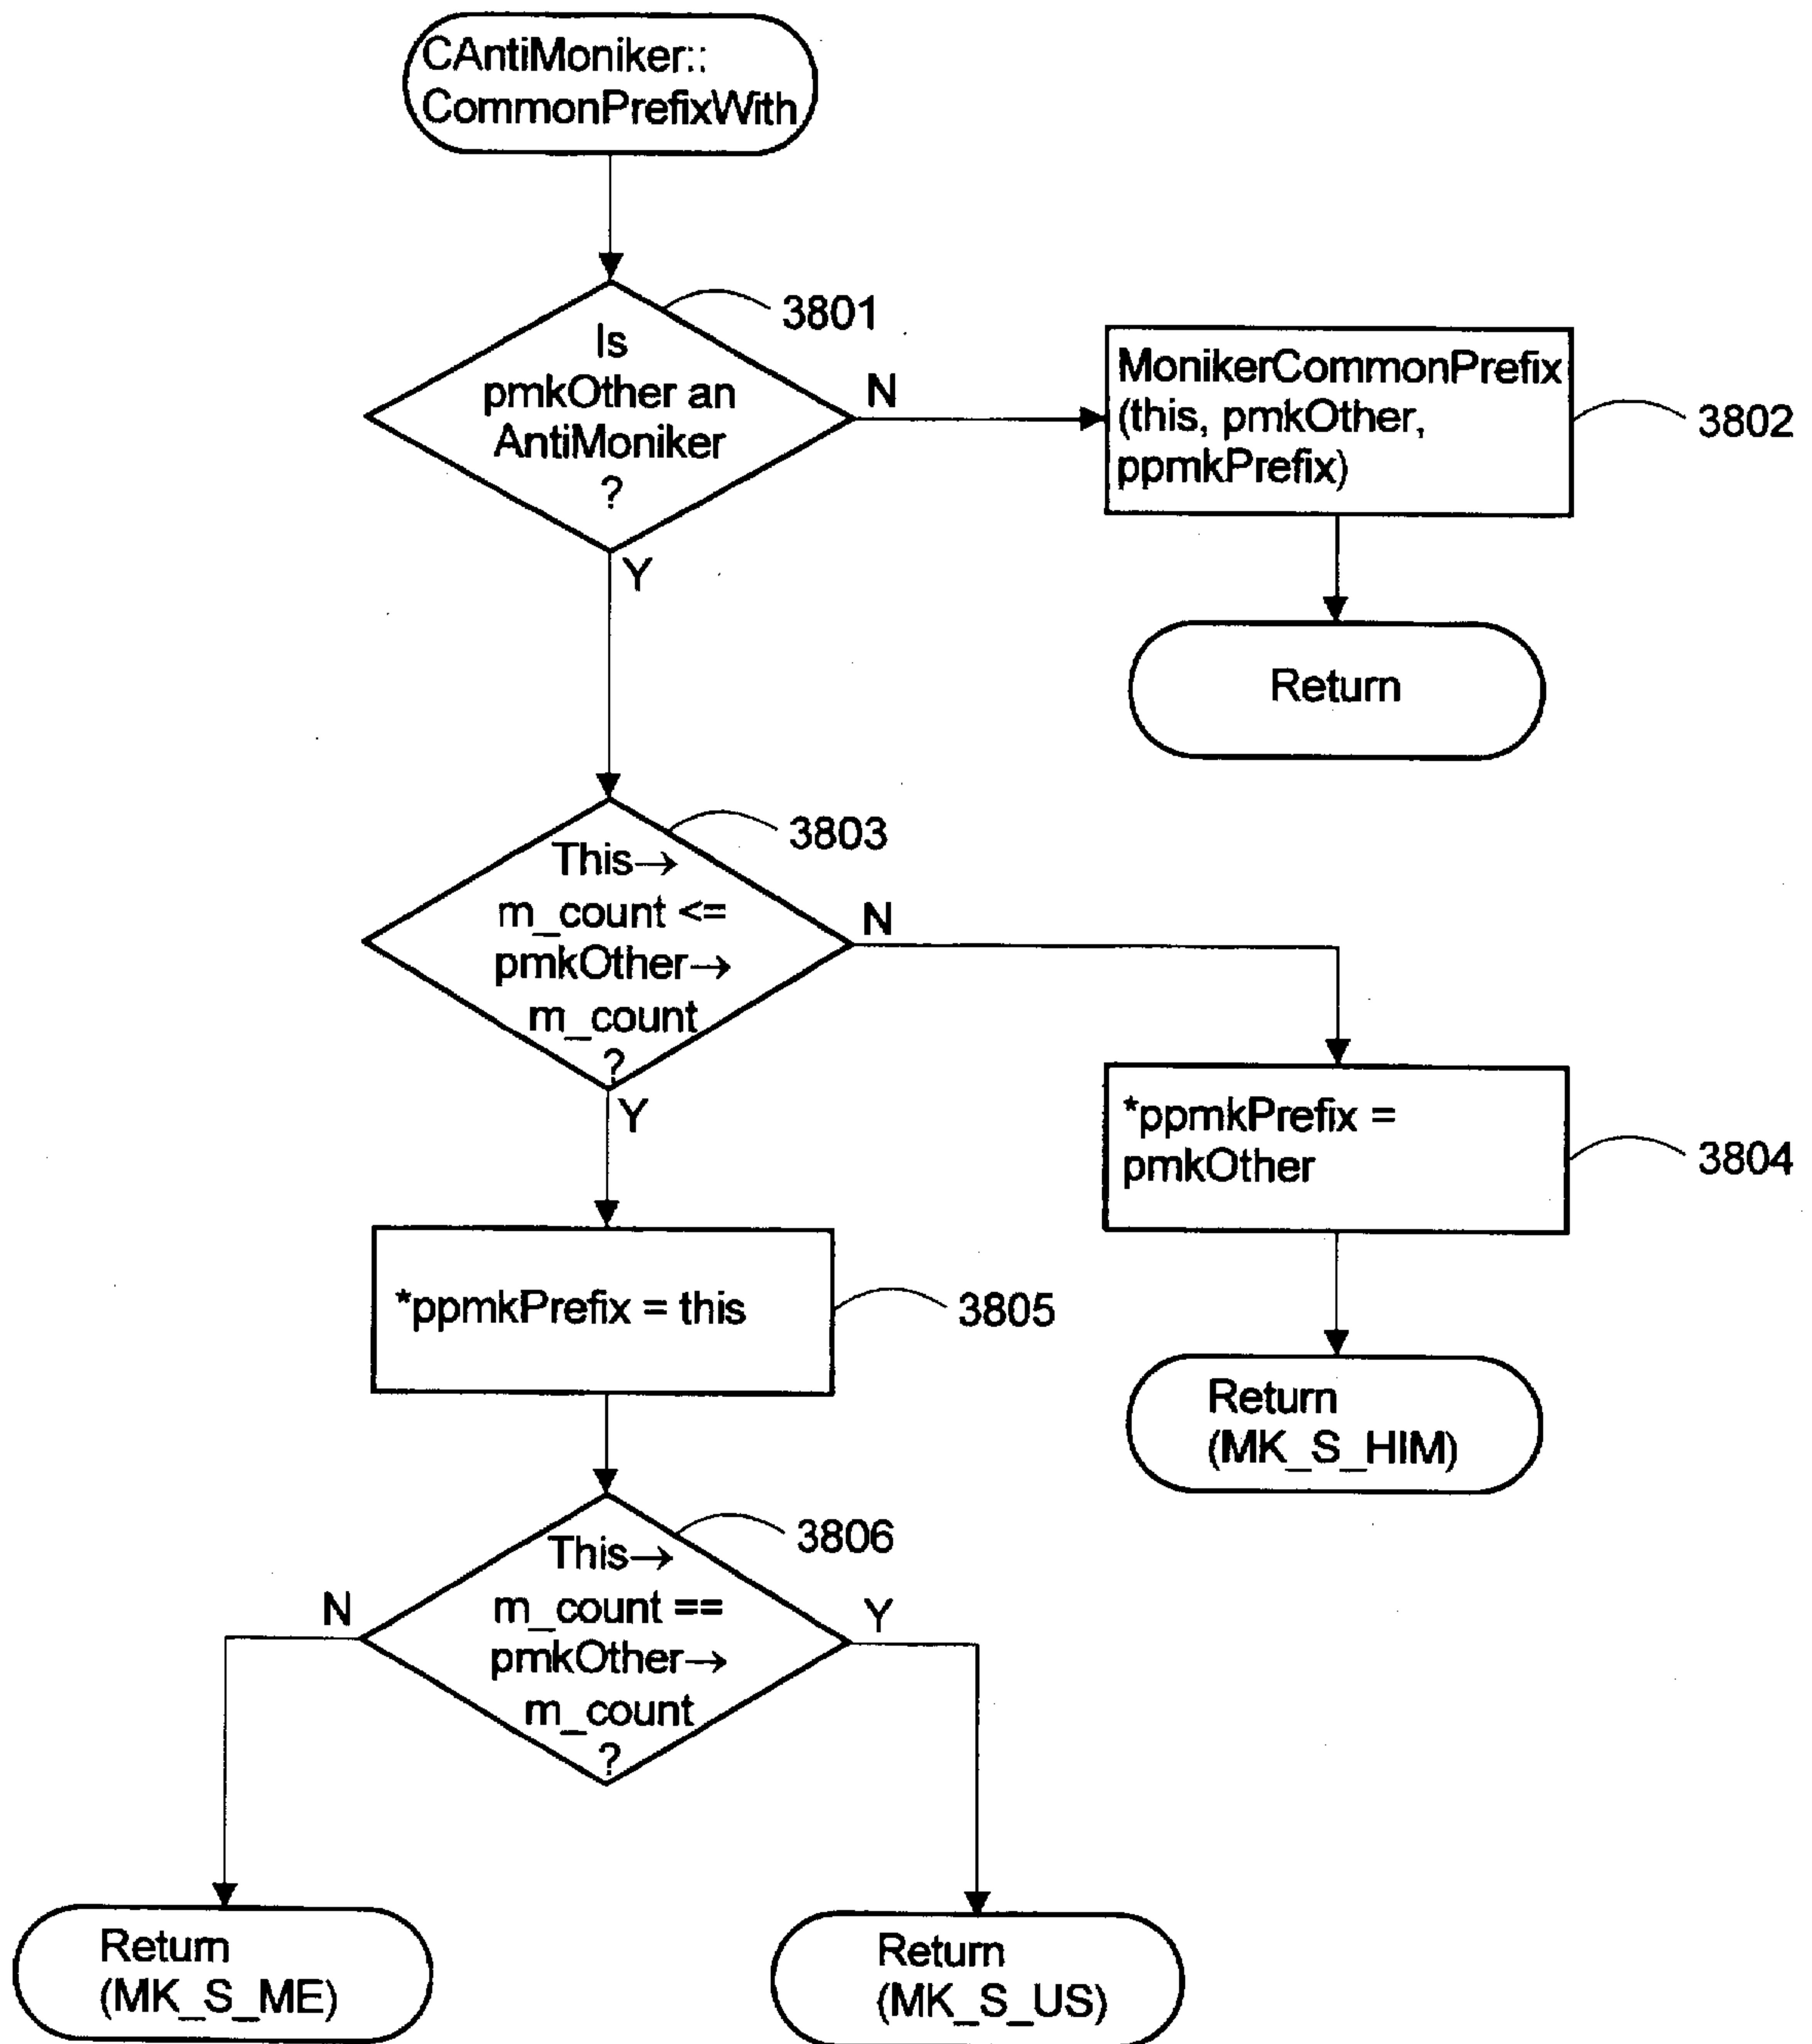 CAntiMoniker::
CommonPrefixWith
3801
Is
pmkOther an
AntiMoniker
?
N
Y
MonikerCommonPrefix
(this, pmkOther,
ppmkPrefix)
3802
Return
3803
This→
m_count <=
pmkOther→
m_count
?
N
Y
*ppmkPrefix =
pmkOther
3804
Return
(MK_S_HIM)
*ppmkPrefix = this
3805
3806
This→
m_count ==
pmkOther→
m_count
?
N
Y
Return
(MK_S_ME)
Return
(MK_S_US)